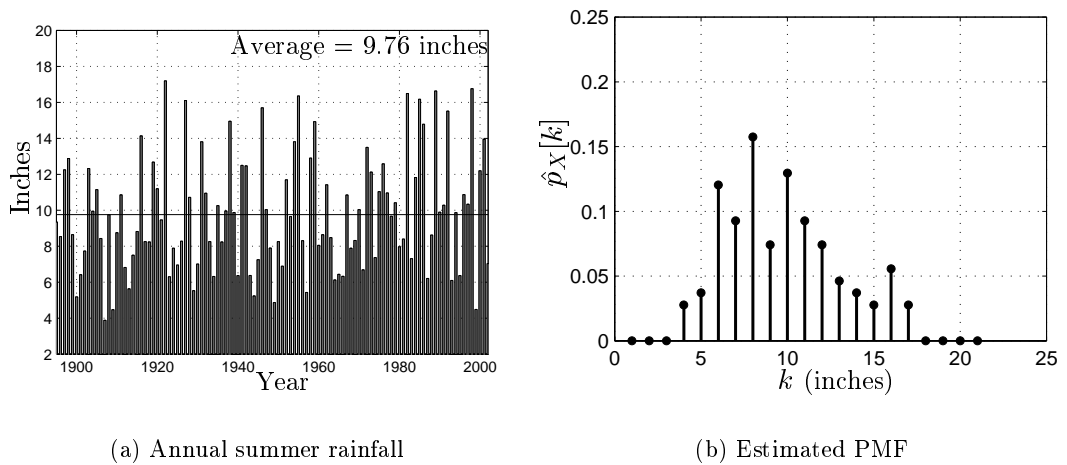 20
18
16
14
12
10
8
6
4
2
Average = 9.76 inches
Inches
1900 1920 1940 1960 1980 2000
Year
(a) Annual summer rainfall
0.25
0.2
0.15
0.1
0.05
0
p̂X[k]
0 5 10 15 20 25
k (inches)
(b) Estimated PMF